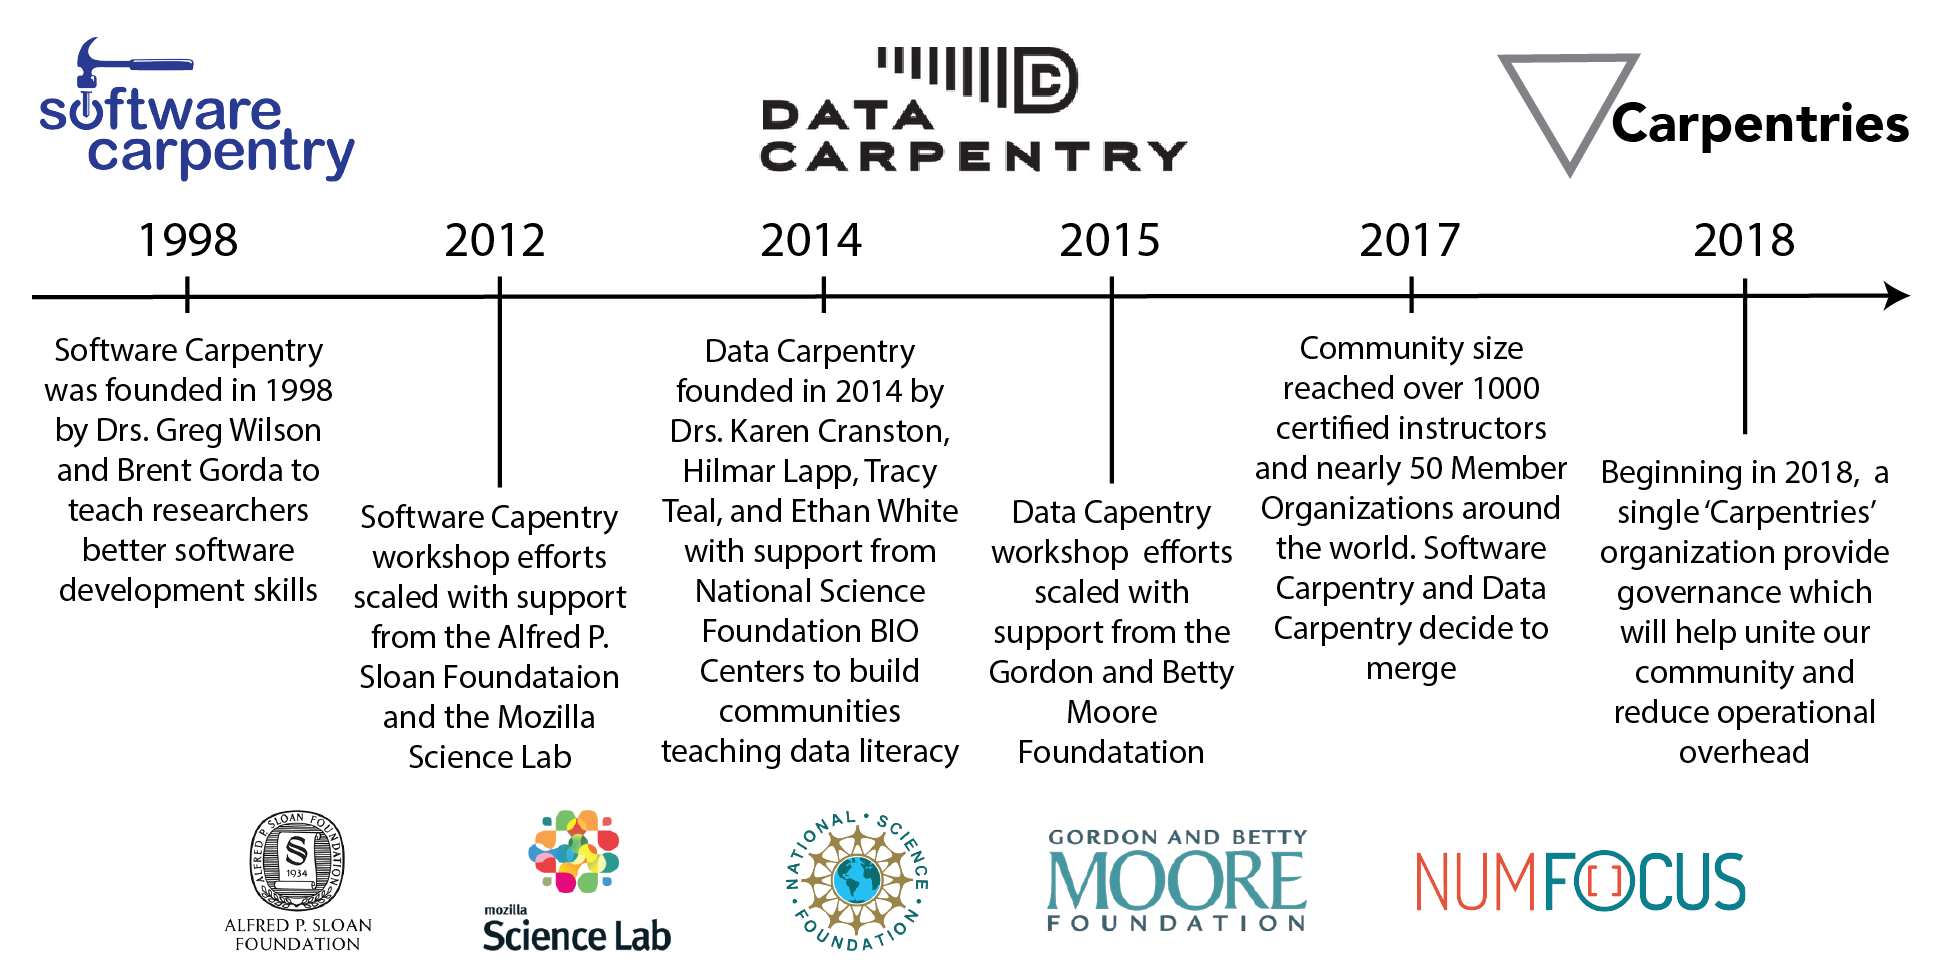 software
carpentry
DATA
CARPENTRY
DC
Carpentries
1998
2012
2014
2015
2017
2018
Software Carpentry
was founded in 1998
by Drs. Greg Wilson
and Brent Gorda to
teach researchers
better software
development skills
Software Capentry
workshop efforts
scaled with support
from the Alfred P.
Sloan Foundataion
and the Mozilla
Science Lab
Data Carpentry
founded in 2014 by
Drs. Karen Cranston,
Hilmar Lapp, Tracy
Teal, and Ethan White
with support from
National Science
Foundation BIO
Centers to build
communities
teaching data literacy
Data Capentry
workshop efforts
scaled with
support from the
Gordon and Betty
Moore
Foundatation
Community size
reached over 1000
certified instructors
and nearly 50 Member
Organizations around
the world. Software
Carpentry and Data
Carpentry decide to
merge
Beginning in 2018, a
single ‘Carpentries’
organization provide
governance which
will help unite our
community and
reduce operational
overhead
ALFRED P. SLOAN FOUNDATION
S
1934
ALFRED P. SLOAN
FOUNDATION
mozilla
Science Lab
NATIONAL • SCIENCE • FOUNDATION •
GORDON AND BETTY
MOORE
FOUNDATION
NUMFOCUS